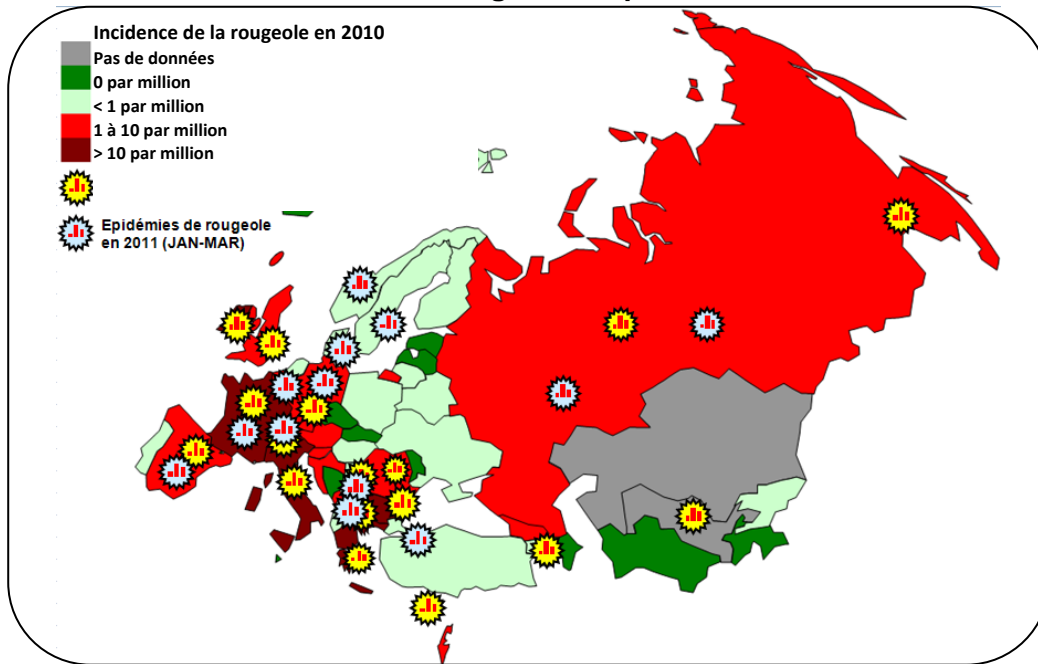 Incidence de la rougeole en 2010
Pas de données
0 par million
< 1 par million
1 à 10 par million
> 10 par million
Epidémies de rougeole
en 2011 (JAN-MAR)